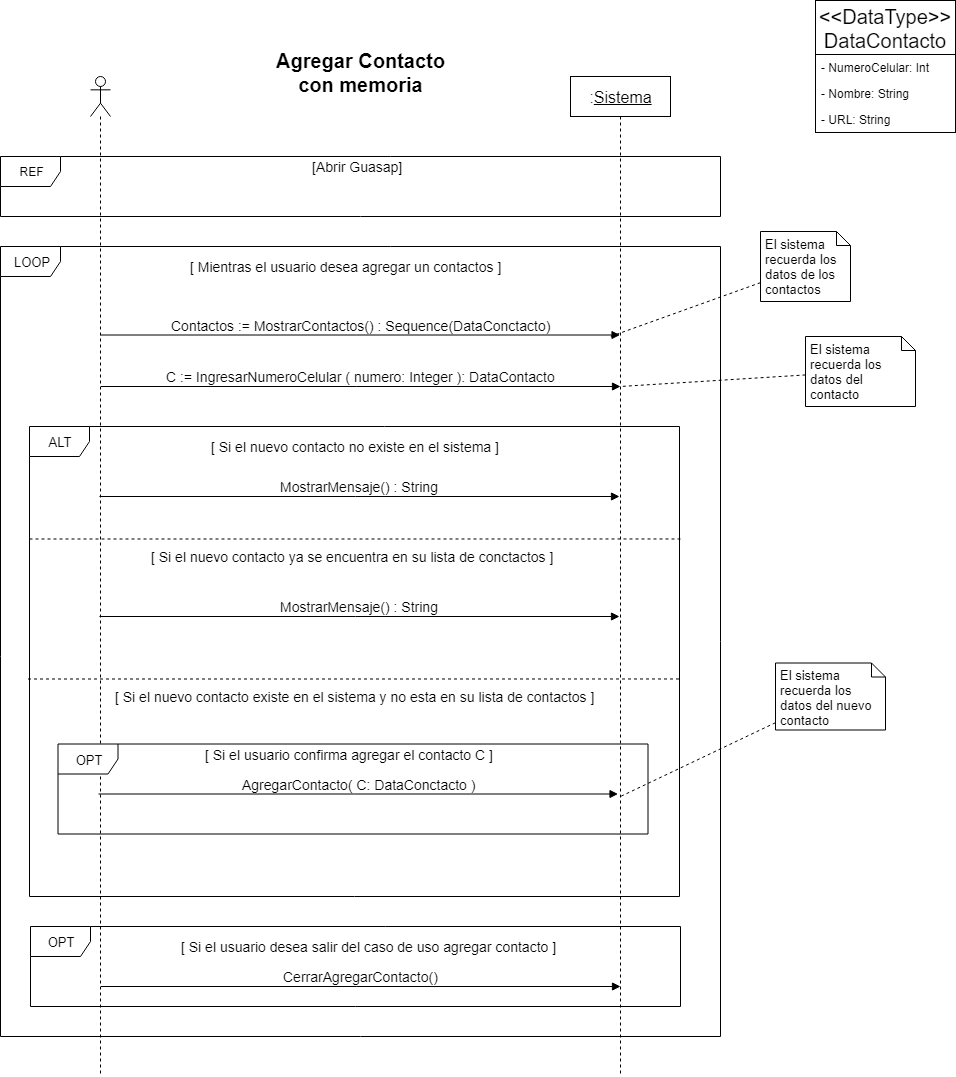 <<DataType>>
DataContacto
- NumeroCelular: Int
- Nombre: String
- URL: String
Agregar Contacto
con memoria
:Sistema
REF
[Abrir Guasap]
LOOP
[ Mientras el usuario desea agregar un contactos ]
El sistema
recuerda los
datos de los
contactos
Contactos := MostrarContactos() : Sequence(DataConctacto)
El sistema
recuerda los
datos del
contacto
C := IngresarNumeroCelular ( numero: Integer ): DataContacto
ALT
[ Si el nuevo contacto no existe en el sistema ]
MostrarMensaje() : String
[ Si el nuevo contacto ya se encuentra en su lista de conctactos ]
MostrarMensaje() : String
[ Si el nuevo contacto existe en el sistema y no esta en su lista de contactos ]
El sistema
recuerda los
datos del nuevo
contacto
OPT
[ Si el usuario confirma agregar el contacto C ]
AgregarContacto( C: DataConctacto )
OPT
[ Si el usuario desea salir del caso de uso agregar contacto ]
CerrarAgregarContacto()